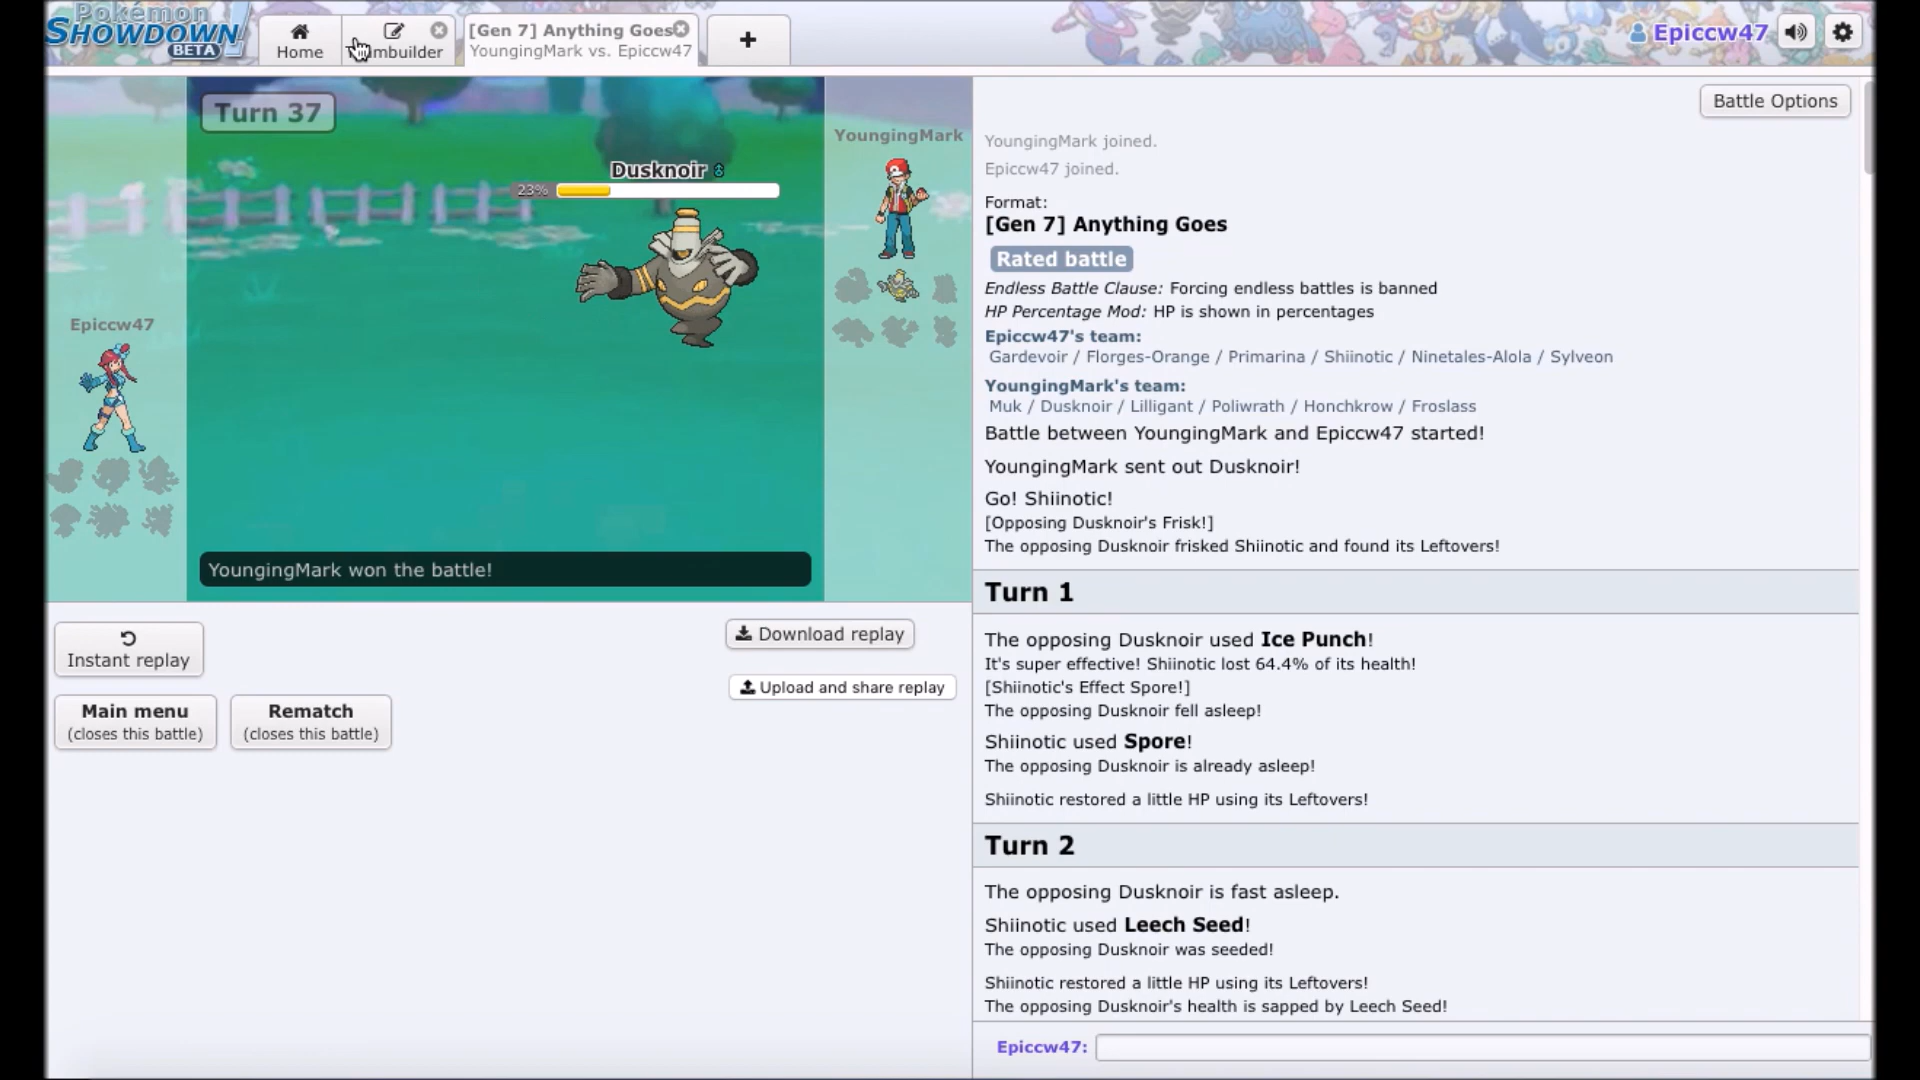 Pokémon
SHOWDOWN
BETA
Home
[Gen 7] Anything Goes
YoungingMark vs. Epiccw47
+
Epiccw47
Turn 37
YoungingMark
Dusknoir
23%
Epiccw47
YoungingMark won the battle!
Instant replay
Download replay
Upload and share replay
Main menu
(closes this battle)
Rematch
(closes this battle)
Battle Options
YoungingMark joined.
Epiccw47 joined.
Format:
[Gen 7] Anything Goes
Rated battle
Endless Battle Clause: Forcing endless battles is banned
HP Percentage Mod: HP is shown in percentages
Epiccw47's team:
Gardevoir / Florges-Orange / Primarina / Shiinotic / Ninetales-Alola / Sylveon
YoungingMark's team:
Muk / Dusknoir / Lilligant / Poliwrath / Honchkrow / Froslass
Battle between YoungingMark and Epiccw47 started!
YoungingMark sent out Dusknoir!
Go! Shiinotic!
[Opposing Dusknoir's Frisk!]
The opposing Dusknoir frisked Shiinotic and found its Leftovers!
Turn 1
The opposing Dusknoir used Ice Punch!
It's super effective! Shiinotic lost 64.4% of its health!
[Shiinotic's Effect Spore!]
The opposing Dusknoir fell asleep!
Shiinotic used Spore!
The opposing Dusknoir is already asleep!
Shiinotic restored a little HP using its Leftovers!
Turn 2
The opposing Dusknoir is fast asleep.
Shiinotic used Leech Seed!
The opposing Dusknoir was seeded!
Shiinotic restored a little HP using its Leftovers!
The opposing Dusknoir's health is sapped by Leech Seed!
Epiccw47: